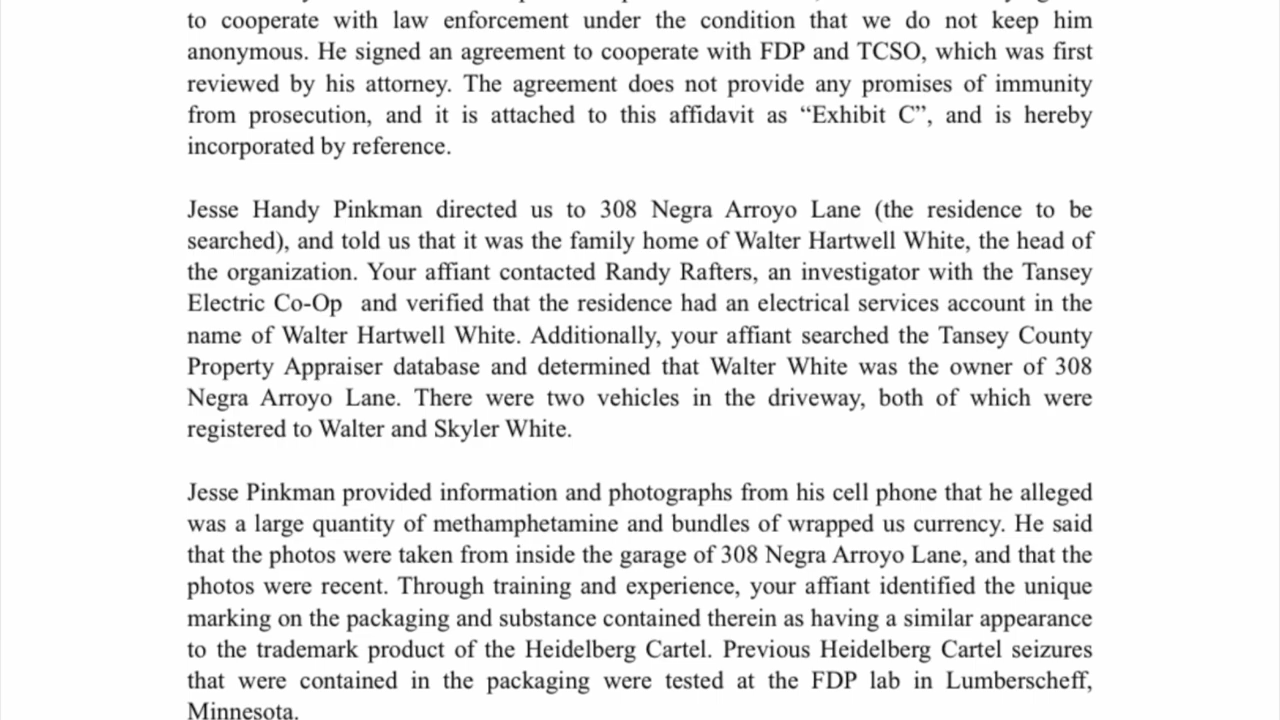 to cooperate with law enforcement under the condition that we do not keep him
anonymous. He signed an agreement to cooperate with FDP and TCSO, which was first
reviewed by his attorney. The agreement does not provide any promises of immunity
from prosecution, and it is attached to this affidavit as “Exhibit C”, and is hereby
incorporated by reference.
Jesse Handy Pinkman directed us to 308 Negra Arroyo Lane (the residence to be
searched), and told us that it was the family home of Walter Hartwell White, the head of
the organization. Your affiant contacted Randy Rafters, an investigator with the Tansey
Electric Co-Op and verified that the residence had an electrical services account in the
name of Walter Hartwell White. Additionally, your affiant searched the Tansey County
Property Appraiser database and determined that Walter White was the owner of 308
Negra Arroyo Lane. There were two vehicles in the driveway, both of which were
registered to Walter and Skyler White.
Jesse Pinkman provided information and photographs from his cell phone that he alleged
was a large quantity of methamphetamine and bundles of wrapped us currency. He said
that the photos were taken from inside the garage of 308 Negra Arroyo Lane, and that the
photos were recent. Through training and experience, your affiant identified the unique
marking on the packaging and substance contained therein as having a similar appearance
to the trademark product of the Heidelberg Cartel. Previous Heidelberg Cartel seizures
that were contained in the packaging were tested at the FDP lab in Lumberscheff,
Minnesota.